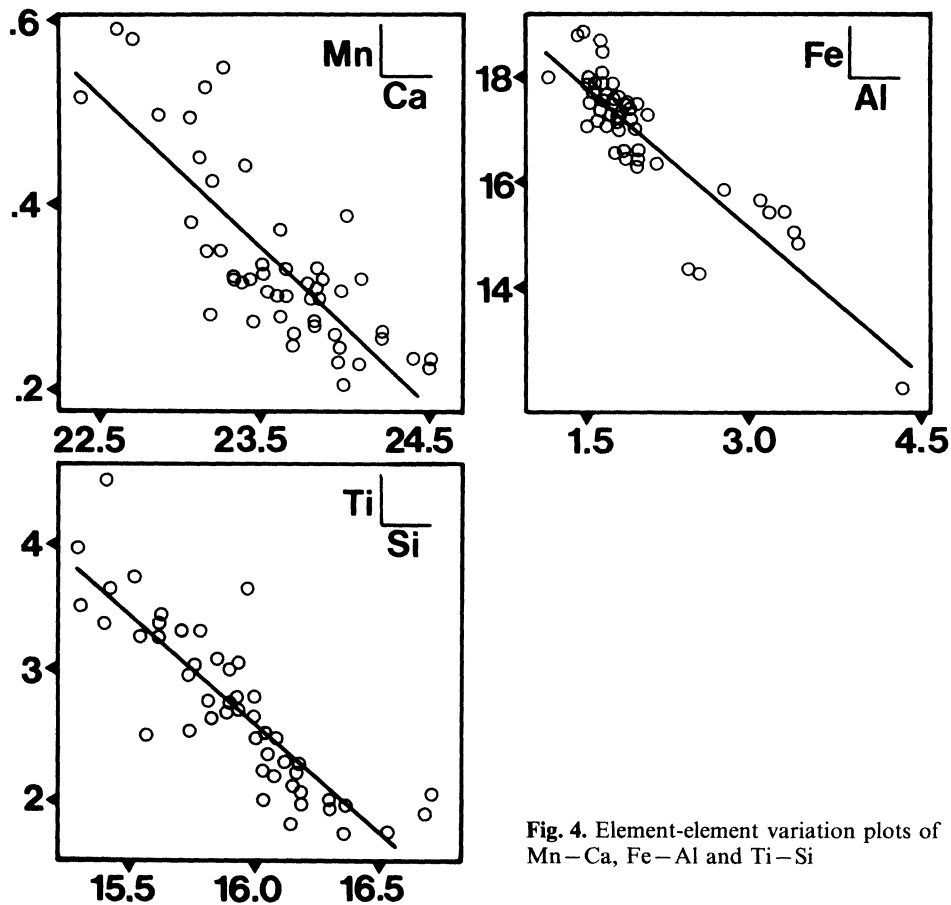 .6
.4
.2
Mn
Ca
22.5 23.5 24.5
18
16
14
Fe
Al
1.5 3.0 4.5
4
3
2
Ti
Si
15.5 16.0 16.5
Fig. 4. Element-element variation plots of
Mn–Ca, Fe–Al and Ti–Si